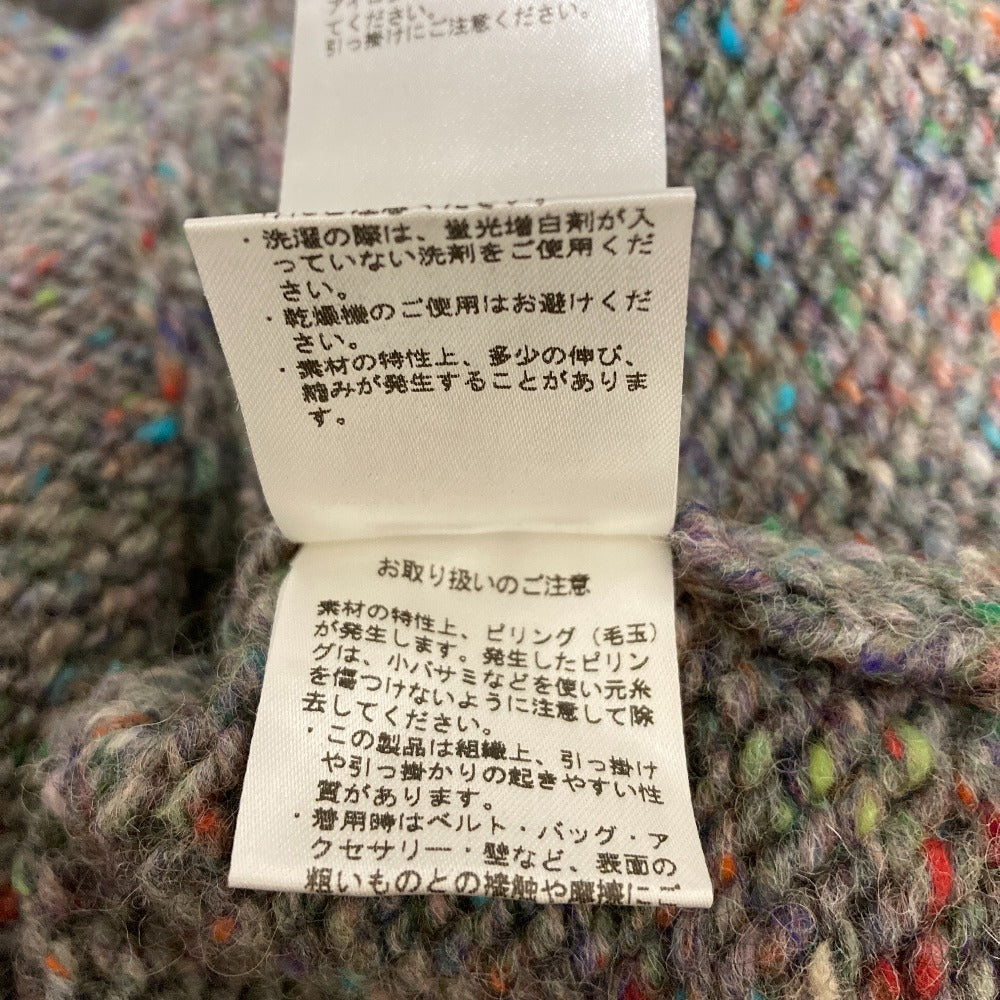 てください。
引っ掛けにご注意ください。
・洗濯の際は、蛍光増白剤が入
っていない洗剤をご使用くだ
さい。
・乾燥機のご使用はお避けくだ
さい。
・素材の特性上、多少の伸び、
縮みが発生することがありま
す。
お取り扱いのご注意
素材の特性上、ピリング（毛玉）
が発生します。発生したピリン
グは、小バサミなどを使い元糸
を傷つけないように注意して除
去してください。
・この製品は組織上、引っ掛け
や引っ掛かりの起きやすい性
質があります。
・着用時はベルト・バッグ・ア
クセサリー・壁など、表面の
粗いものとの接触や摩擦にご